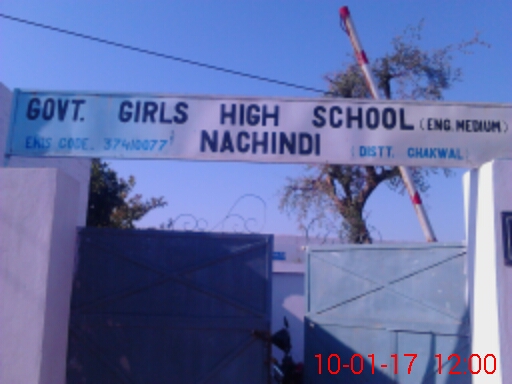 GOVT. GIRLS HIGH SCHOOL (ENG. MEDIUM)
EMIS CODE. 37410077 NACHINDI (DISTT. CHAKWAL)
10-01-17 12:00